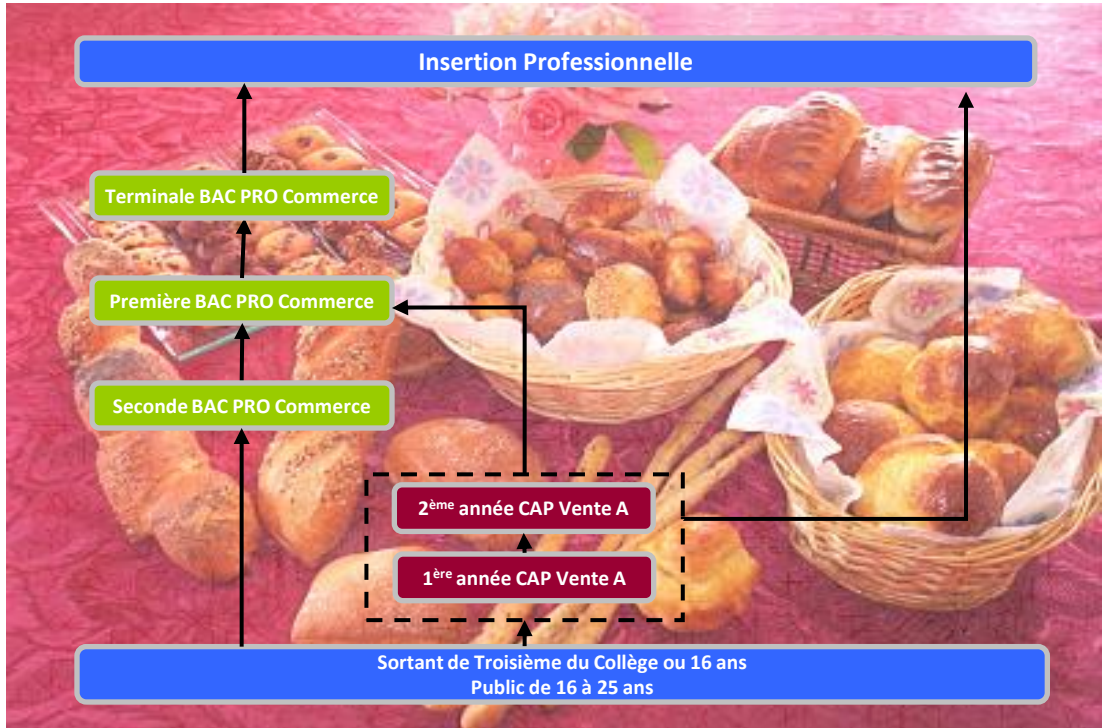 Insertion Professionnelle
Terminale BAC PRO Commerce
Première BAC PRO Commerce
Seconde BAC PRO Commerce
2ème année CAP Vente A
1ère année CAP Vente A
Sortant de Troisième du Collège ou 16 ans
Public de 16 à 25 ans